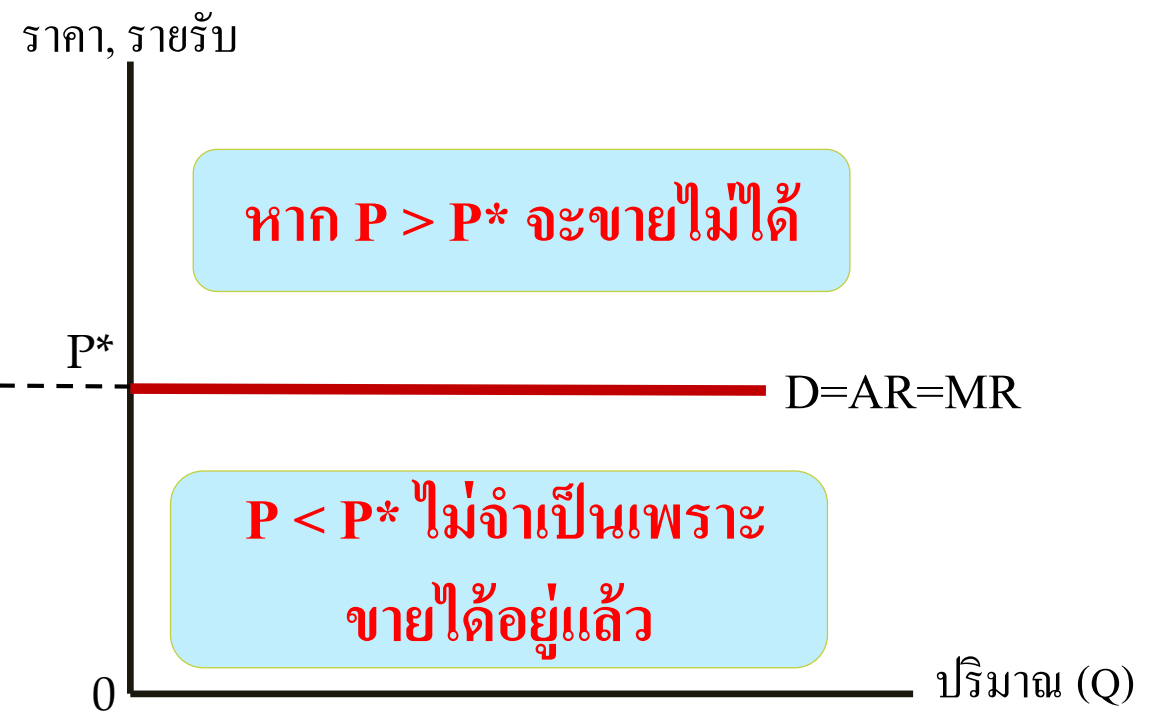 ราคา, รายรับ
หาก P > P* จะขายไม่ได้
P*
D=AR=MR
P < P* ไม่จำเป็นเพราะ
ขายได้อยู่แล้ว
0
ปริมาณ (Q)